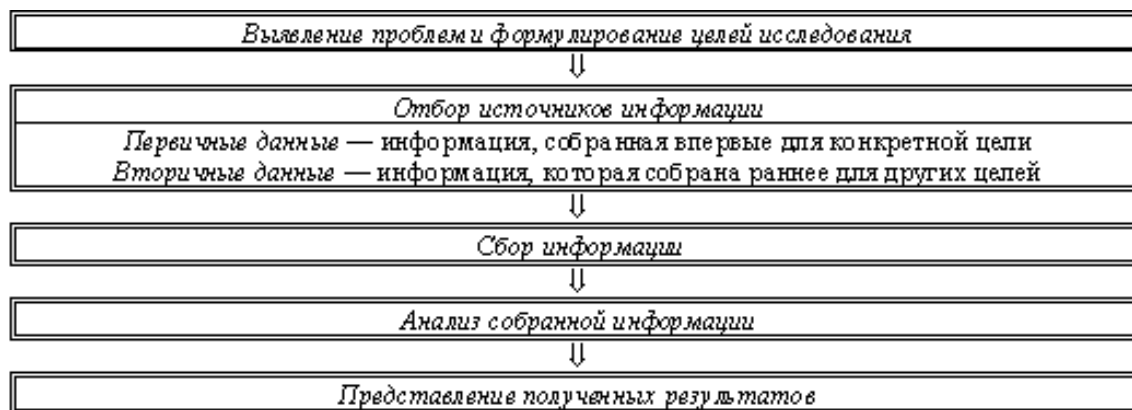 Выявление проблем и формулирование целей исследования
⇓
Отбор источников информации
Первичные данные — информация, собранная впервые для конкретной цели
Вторичные данные — информация, которая собрана раннее для других целей
⇓
Сбор информации
⇓
Анализ собранной информации
⇓
Представление полученных результатов